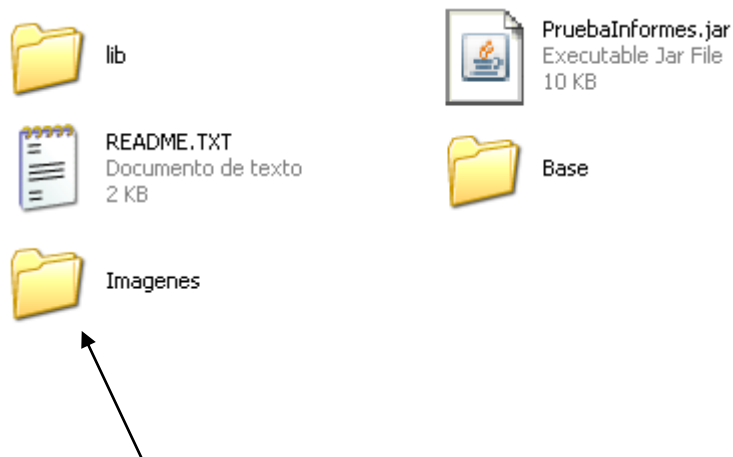 lib
PruebaInformes.jar
Executable Jar File
10 KB
README.TXT
Documento de texto
2 KB
Base
Imagenes